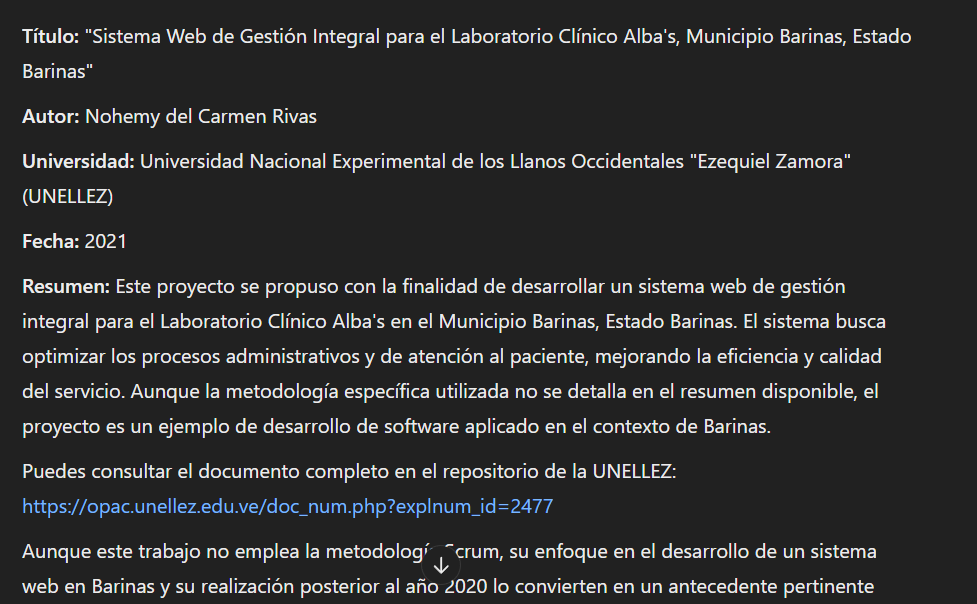 Título: "Sistema Web de Gestión Integral para el Laboratorio Clínico Alba's, Municipio Barinas, Estado
Barinas"
Autor: Nohemy del Carmen Rivas
Universidad: Universidad Nacional Experimental de los Llanos Occidentales "Ezequiel Zamora"
(UNELLEZ)
Fecha: 2021
Resumen: Este proyecto se propuso con la finalidad de desarrollar un sistema web de gestión
integral para el Laboratorio Clínico Alba's en el Municipio Barinas, Estado Barinas. El sistema busca
optimizar los procesos administrativos y de atención al paciente, mejorando la eficiencia y calidad
del servicio. Aunque la metodología específica utilizada no se detalla en el resumen disponible, el
proyecto es un ejemplo de desarrollo de software aplicado en el contexto de Barinas.
Puedes consultar el documento completo en el repositorio de la UNELLEZ:
https://opac.unellez.edu.ve/doc_num.php?explnum_id=2477
Aunque este trabajo no emplea la metodología Scrum, su enfoque en el desarrollo de un sistema
web en Barinas y su realización posterior al año 2020 lo convierten en un antecedente pertinente